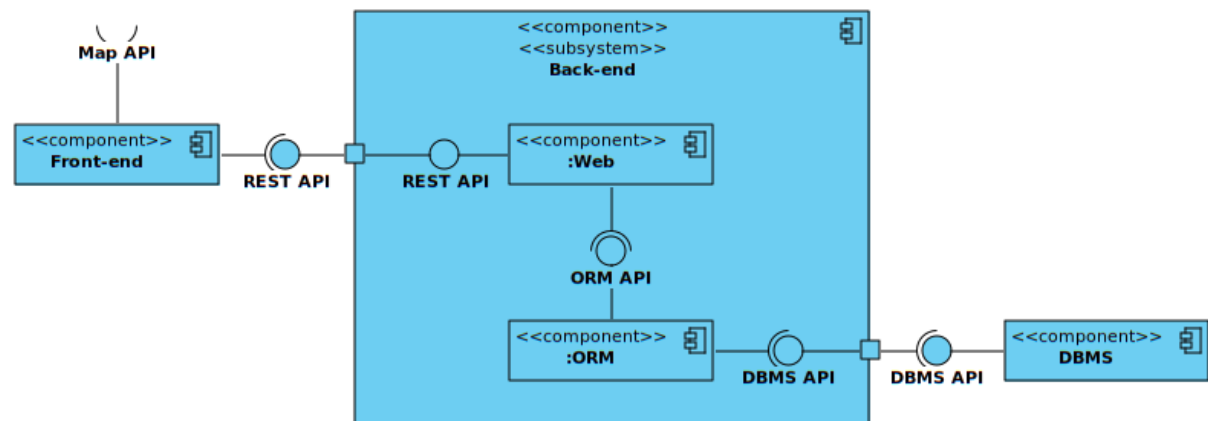 <<component>>
<<subsystem>>
Back-end
Map API
<<component>>
Front-end
REST API
REST API
<<component>>
:Web
ORM API
<<component>>
:ORM
DBMS API
DBMS API
<<component>>
DBMS